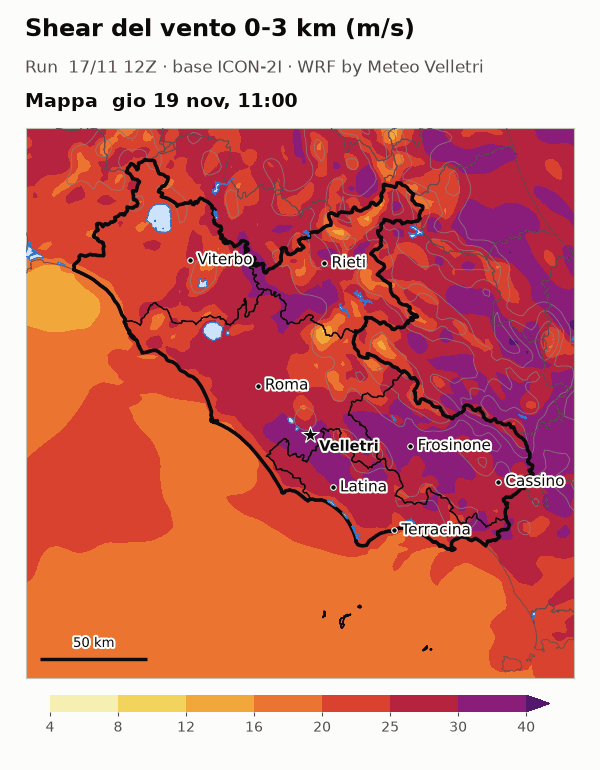 Shear del vento 0-3 km (m/s)
Run  17/11 12Z · base ICON-2I · WRF by Meteo Velletri
Mappa  gio 19 nov, 11:00
Viterbo
Rieti
Roma
Velletri
Frosinone
Latina
Cassino
Terracina
50 km
4 8 12 16 20 25 30 40